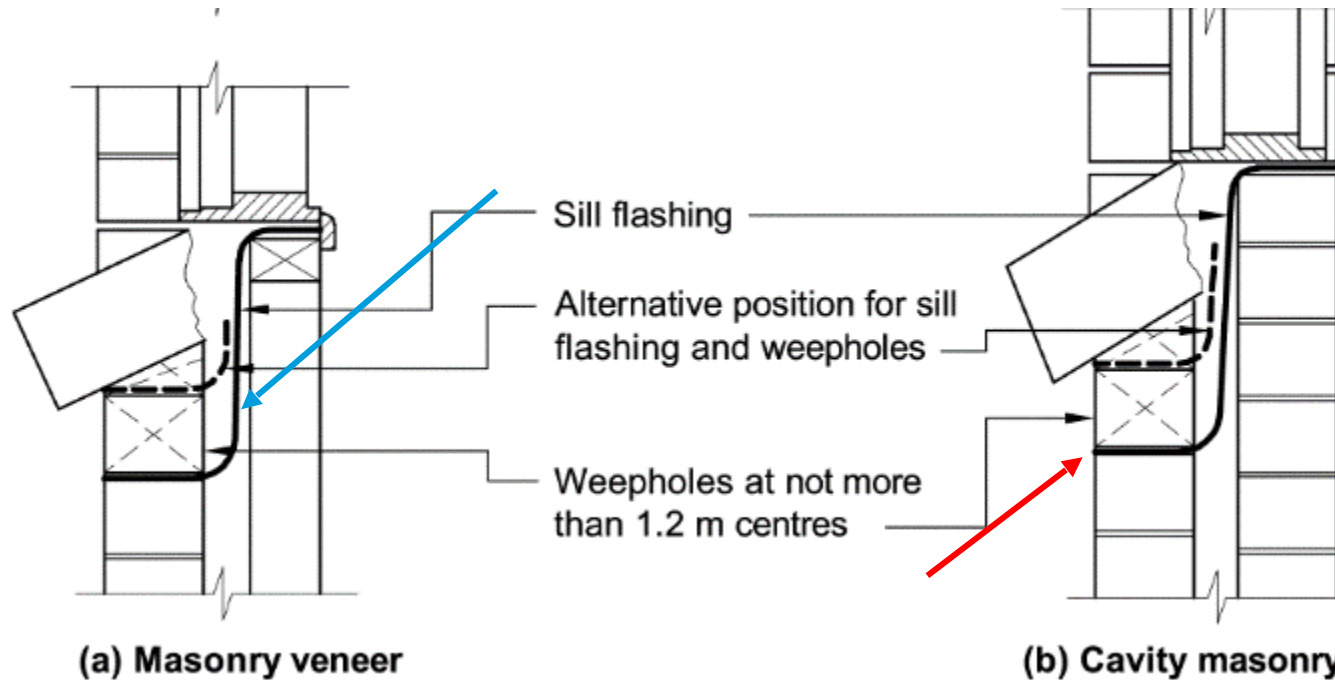 Sill flashing
Alternative position for sill
flashing and weepholes
Weepholes at not more
than 1.2 m centres
(a) Masonry veneer
(b) Cavity masonry